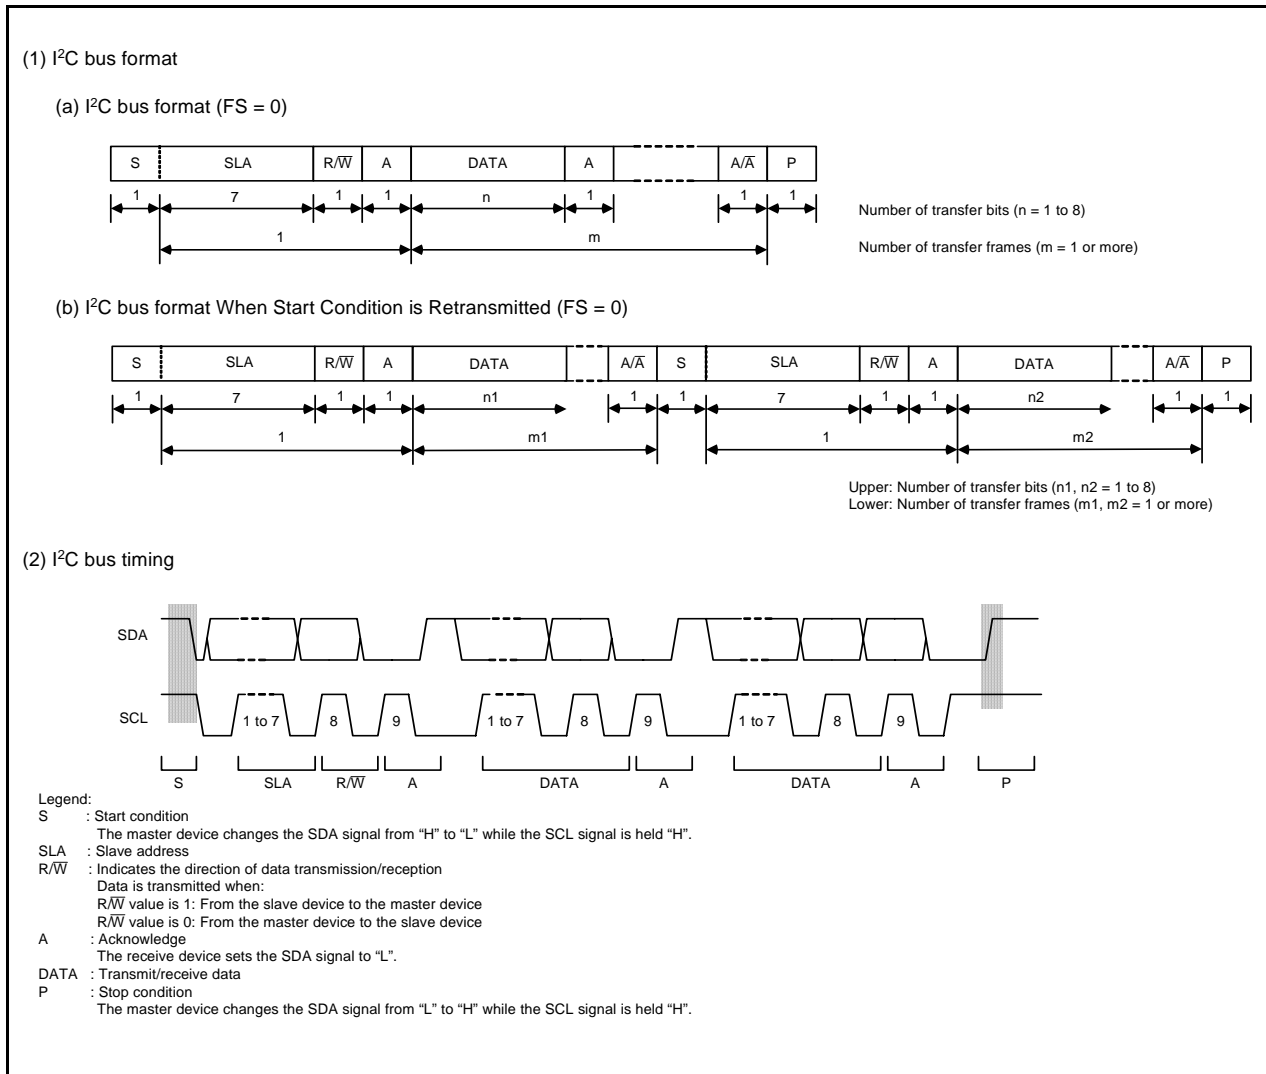 (1) I²C bus format
(a) I²C bus format (FS = 0)
S SLA R/W̅ A DATA A A/A̅ P
1 7 1 1 n 1 1 1
1 m
Number of transfer bits (n = 1 to 8)
Number of transfer frames (m = 1 or more)
(b) I²C bus format When Start Condition is Retransmitted (FS = 0)
S SLA R/W̅ A DATA A/A̅ S SLA R/W̅ A DATA A/A̅ P
1 7 1 1 n1 1 1 7 1 1 n2 1 1
1 m1 1 m2
Upper: Number of transfer bits (n1, n2 = 1 to 8)
Lower: Number of transfer frames (m1, m2 = 1 or more)
(2) I²C bus timing
SDA
SCL 1 to 7 8 9 1 to 7 8 9 1 to 7 8 9
S SLA R/W̅ A DATA A DATA A P
Legend:
S : Start condition
The master device changes the SDA signal from “H” to “L” while the SCL signal is held “H”.
SLA : Slave address
R/W̅ : Indicates the direction of data transmission/reception
Data is transmitted when:
R/W̅ value is 1: From the slave device to the master device
R/W̅ value is 0: From the master device to the slave device
A : Acknowledge
The receive device sets the SDA signal to “L”.
DATA : Transmit/receive data
P : Stop condition
The master device changes the SDA signal from “L” to “H” while the SCL signal is held “H”.